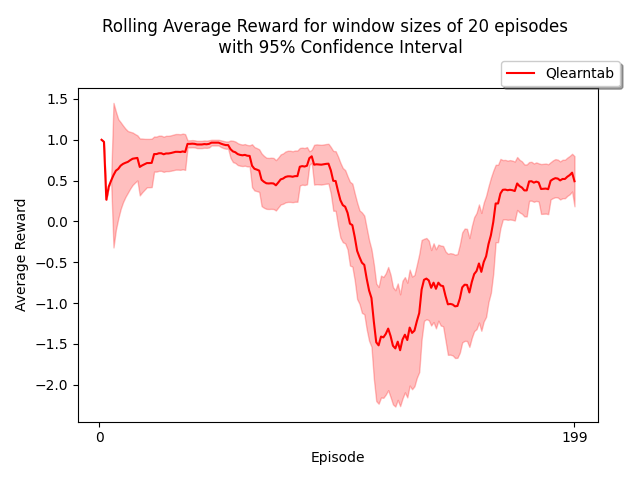 Rolling Average Reward for window sizes of 20 episodes
with 95% Confidence Interval
Qlearntab
1.5
1.0
0.5
0.0
−0.5
−1.0
−1.5
−2.0
Average Reward
0
199
Episode